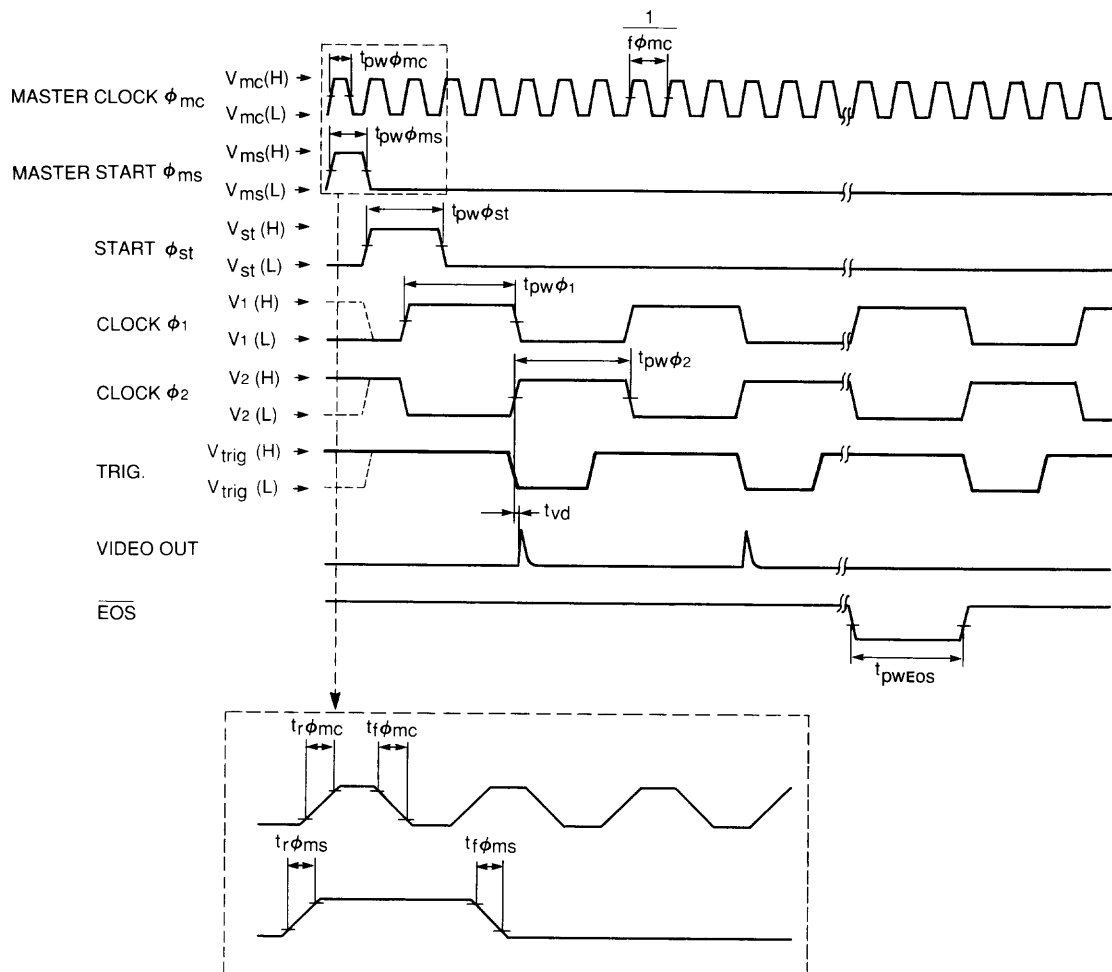 1
fφmc
tpwφmc
MASTER CLOCK φmc
Vmc(H)
Vmc(L)
tpwφms
MASTER START φms
Vms(H)
Vms(L)
tpwφst
START φst
Vst (H)
Vst (L)
tpwφ1
CLOCK φ1
V1 (H)
V1 (L)
tpwφ2
CLOCK φ2
V2 (H)
V2 (L)
TRIG.
Vtrig (H)
Vtrig (L)
tvd
VIDEO OUT
EOS
tpwEOS
trφmc
tfφmc
trφms
tfφms